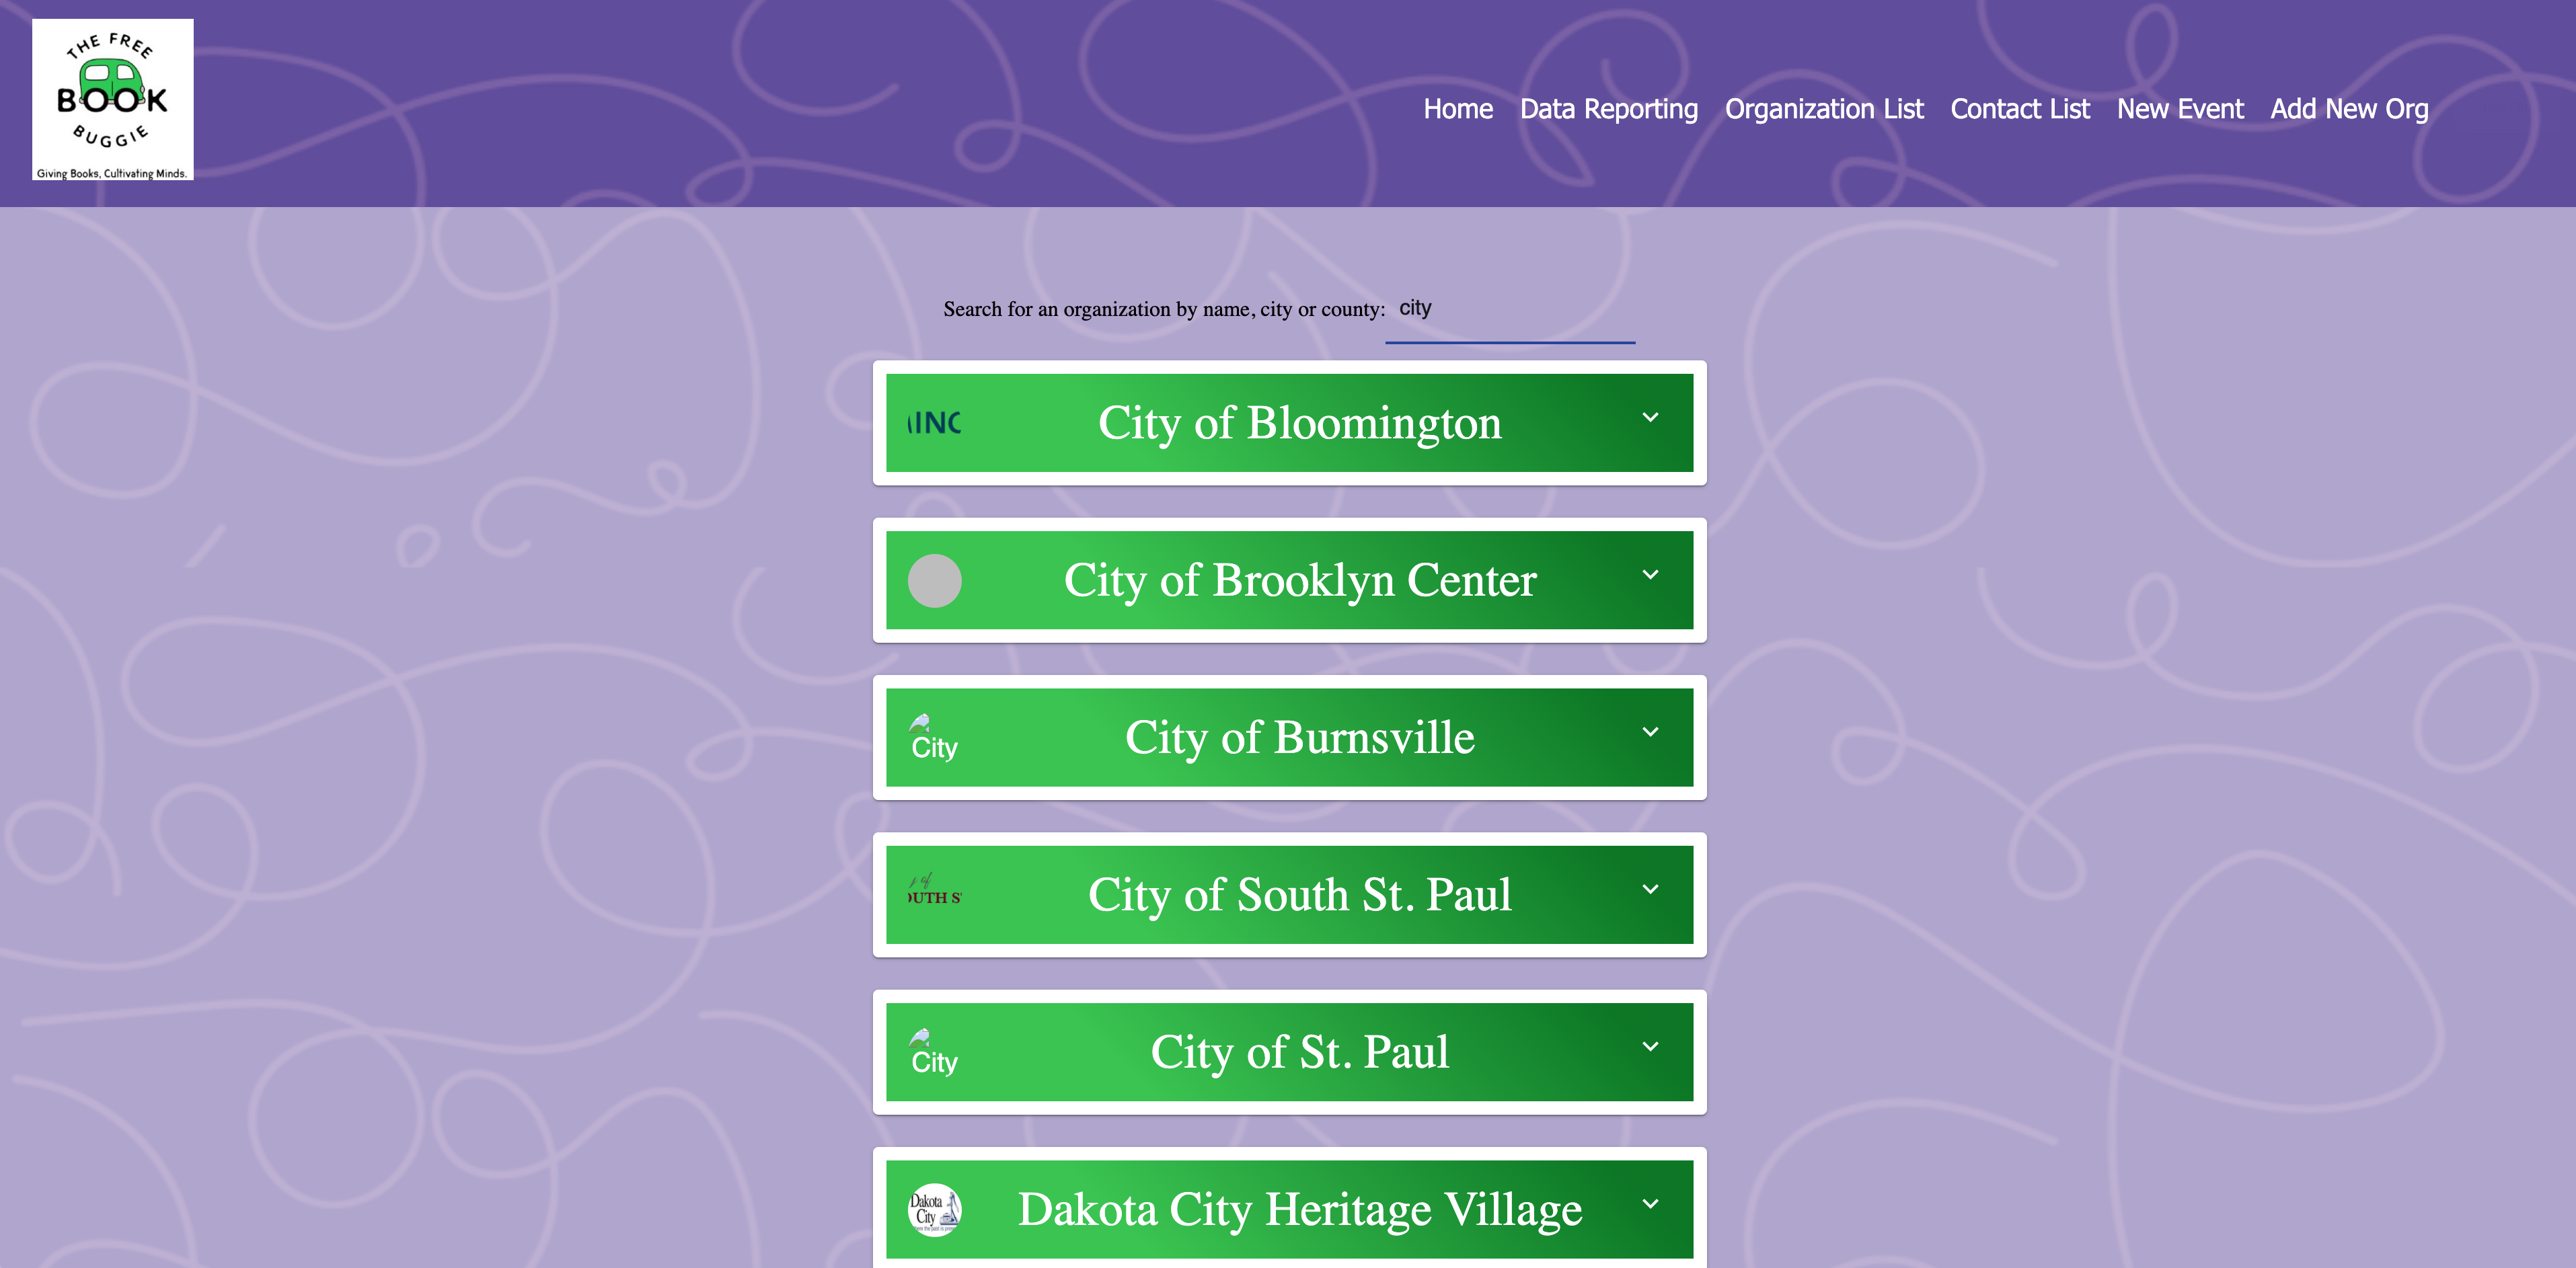 THE FREE
BOOK
BUGGIE
Giving Books, Cultivating Minds.
Home Data Reporting Organization List Contact List New Event Add New Org
Search for an organization by name, city or county: city
City of Bloomington
City of Brooklyn Center
City
City of Burnsville
of
OUTH S
City of South St. Paul
City
City of St. Paul
Dakota
City
Dakota City Heritage Village